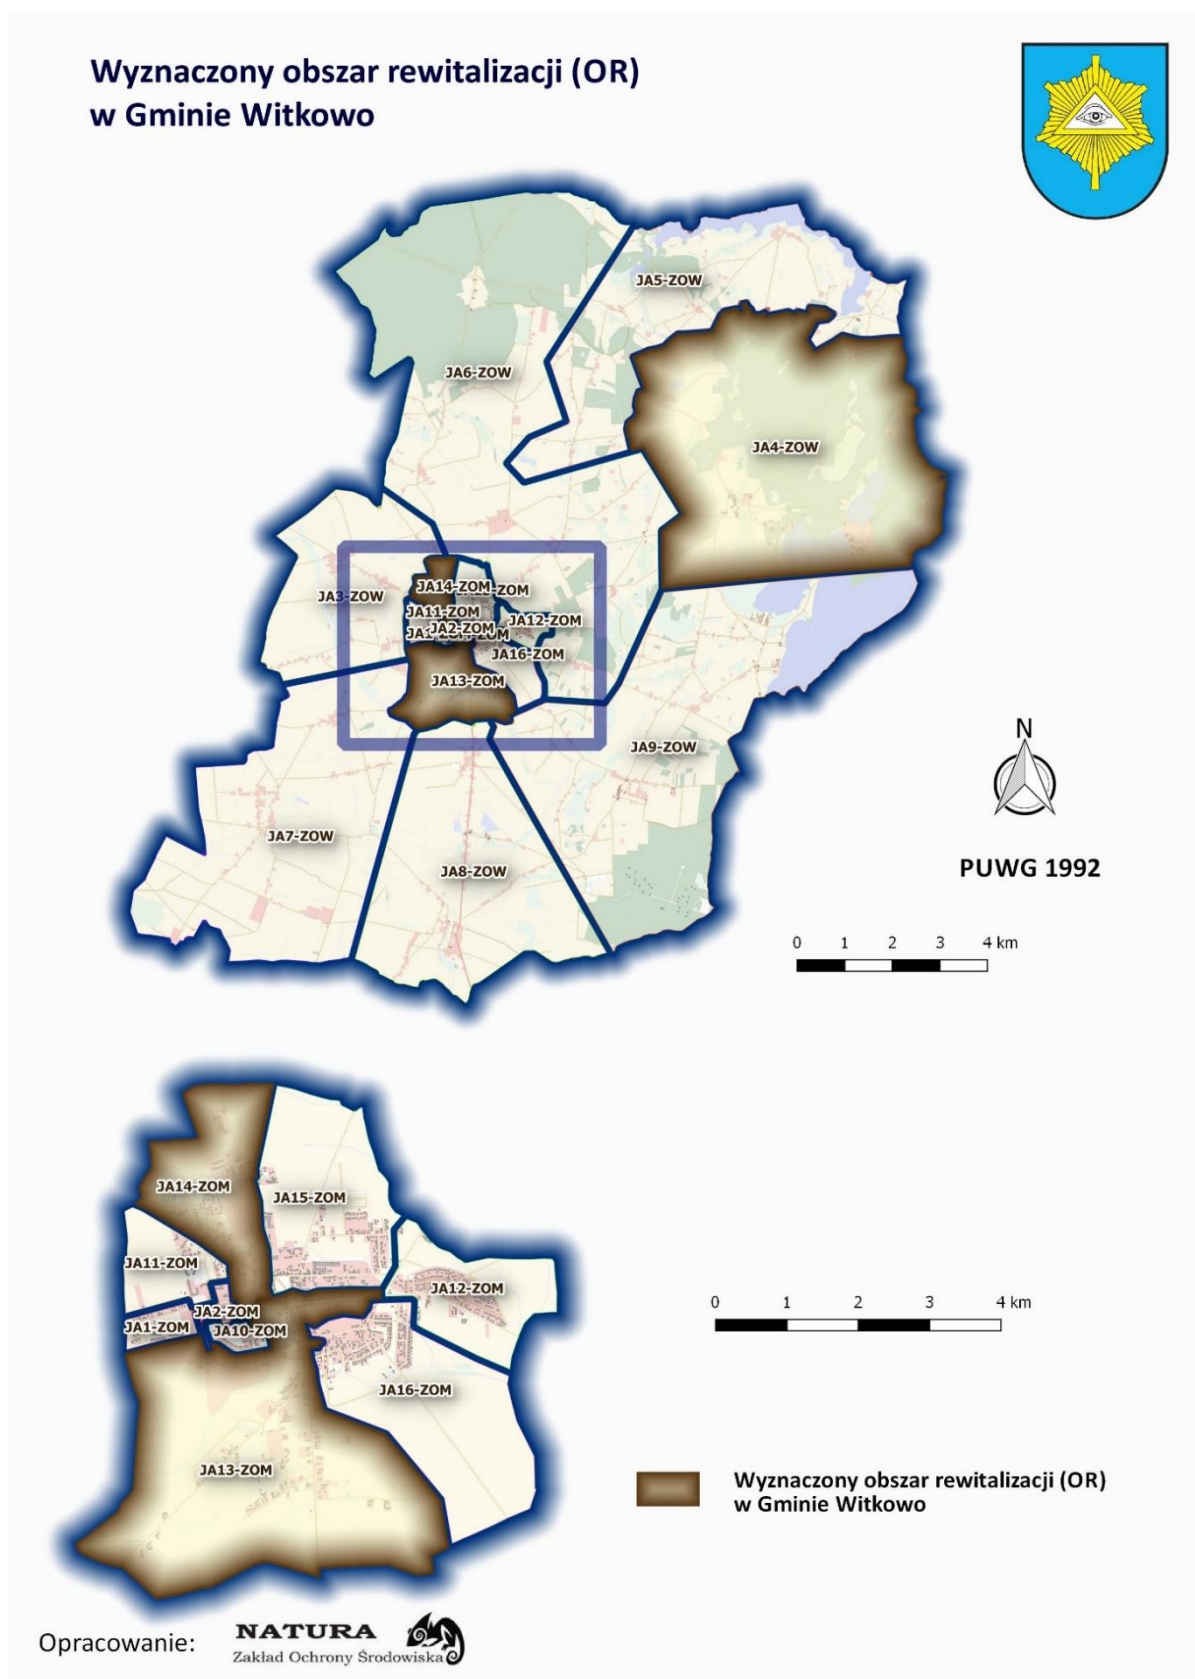 Wyznaczony obszar rewitalizacji (OR)
w Gminie Witkowo
JA5-ZOW
JA6-ZOW
JA4-ZOW
JA3-ZOW
JA14-ZOM
-ZOM
JA11-ZOM
JA12-ZOM
JA2-ZOM
JA16-ZOM
JA13-ZOM
JA9-ZOW
N
JA7-ZOW
JA8-ZOW
PUWG 1992
0 1 2 3 4 km
JA14-ZOM
JA15-ZOM
JA11-ZOM
JA12-ZOM
JA2-ZOM
JA1-ZOM
JA10-ZOM
0 1 2 3 4 km
JA16-ZOM
JA13-ZOM
Wyznaczony obszar rewitalizacji (OR)
w Gminie Witkowo
Opracowanie:
NATURA
Zakład Ochrony Środowiska